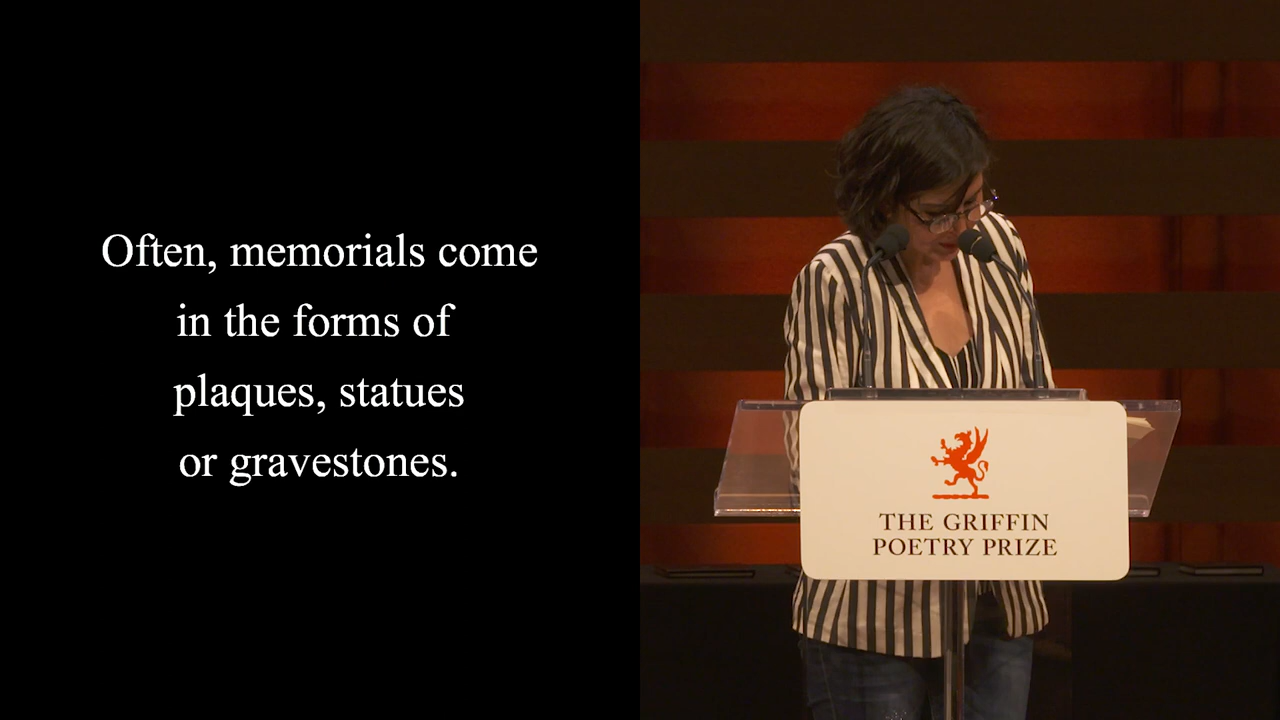 Often, memorials come
in the forms of
plaques, statues
or gravestones.
THE GRIFFIN
POETRY PRIZE